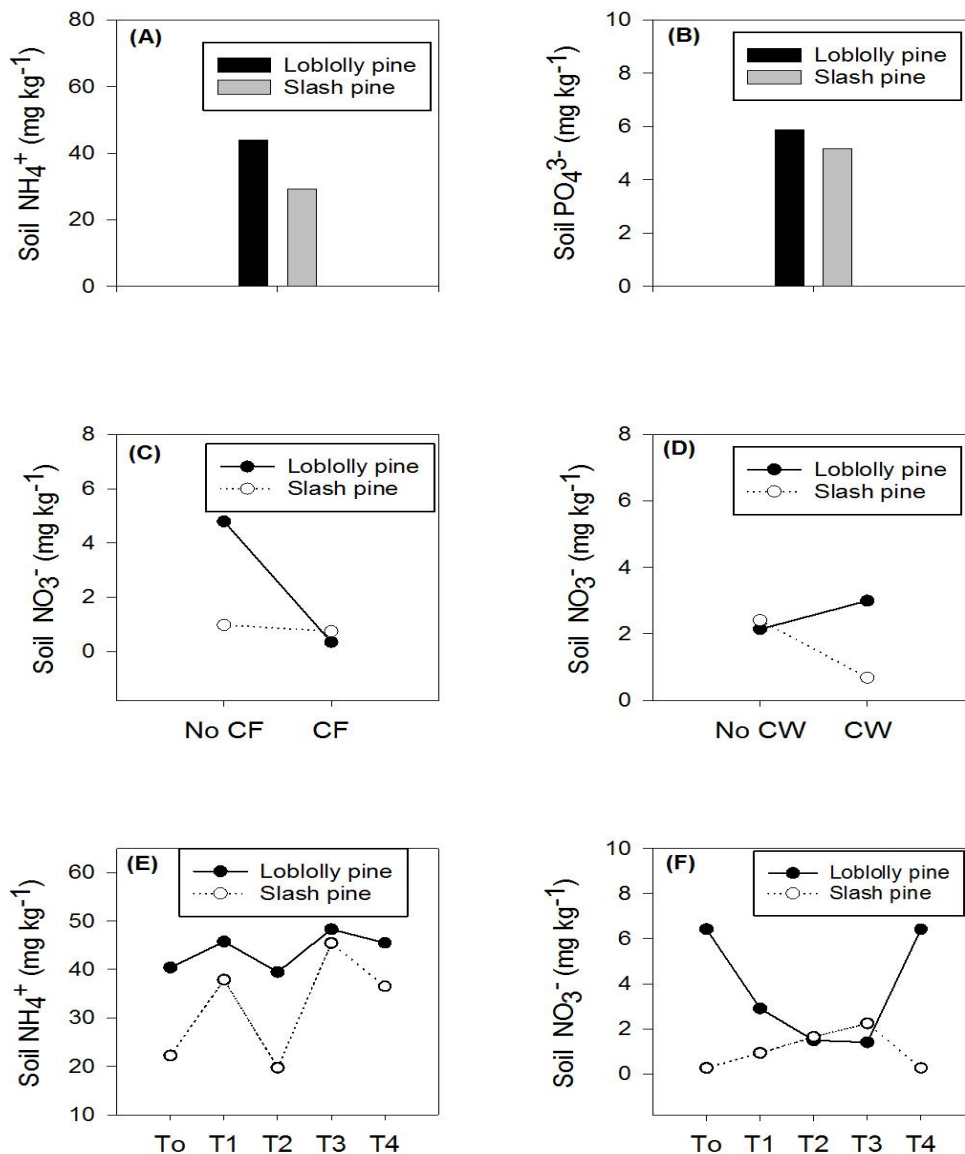 (A)
Loblolly pine
Slash pine
80
60
40
20
0
Soil NH4+ (mg kg-1)
(B)
Loblolly pine
Slash pine
10
8
6
4
2
0
Soil PO43- (mg kg-1)
(C)
Loblolly pine
Slash pine
8
6
4
2
0
Soil NO3- (mg kg-1)
No CF CF
(D)
Loblolly pine
Slash pine
8
6
4
2
0
Soil NO3- (mg kg-1)
No CW CW
(E)
Loblolly pine
Slash pine
60
50
40
30
20
10
Soil NH4+ (mg kg-1)
To T1 T2 T3 T4
(F)
Loblolly pine
Slash pine
10
8
6
4
2
0
Soil NO3- (mg kg-1)
To T1 T2 T3 T4